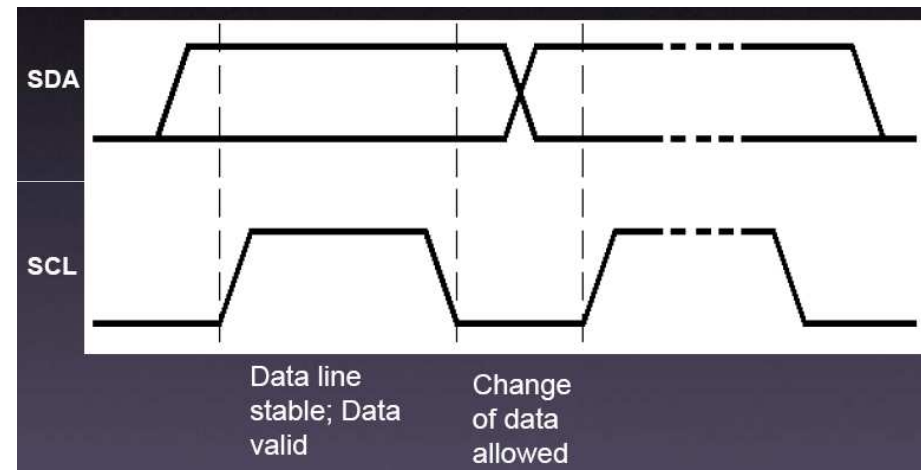 SDA
SCL
Data line
stable; Data
valid
Change
of data
allowed